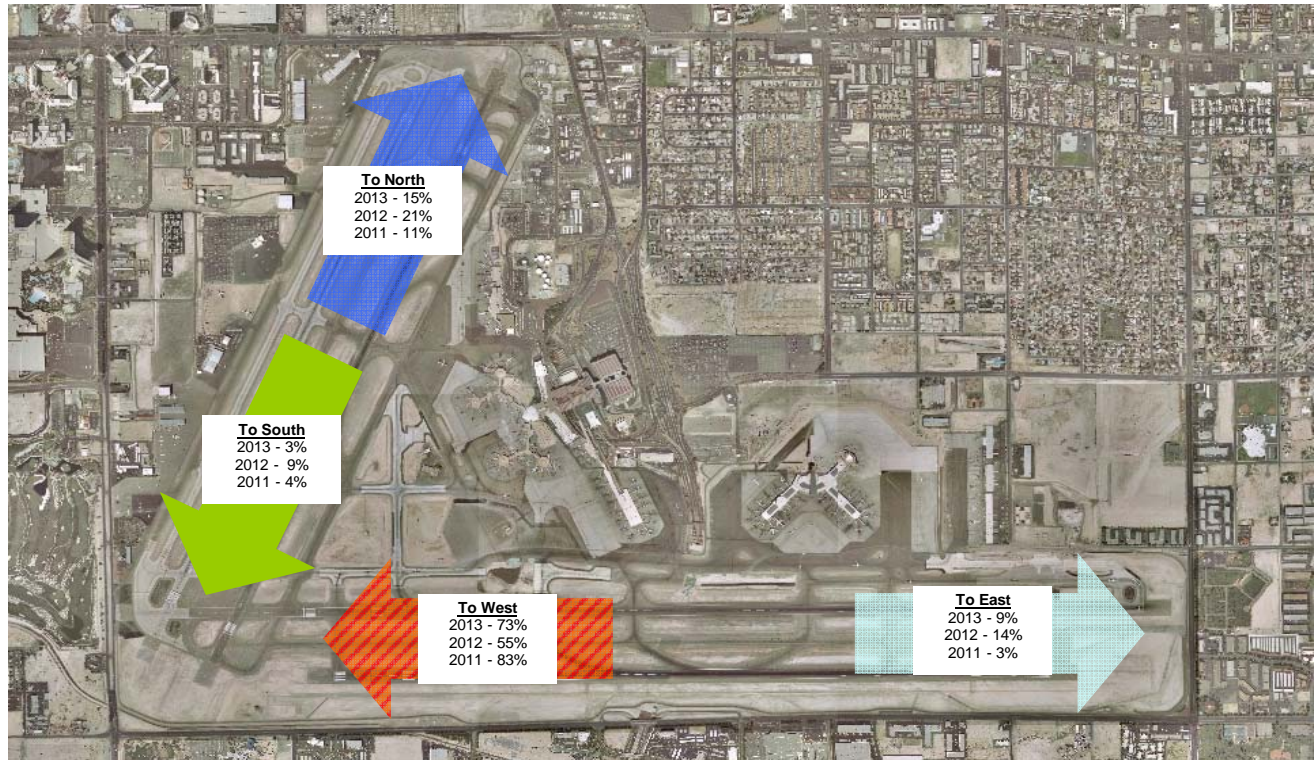 To North
2013 - 15%
2012 - 21%
2011 - 11%
To South
2013 - 3%
2012 - 9%
2011 - 4%
To West
2013 - 73%
2012 - 55%
2011 - 83%
To East
2013 - 9%
2012 - 14%
2011 - 3%